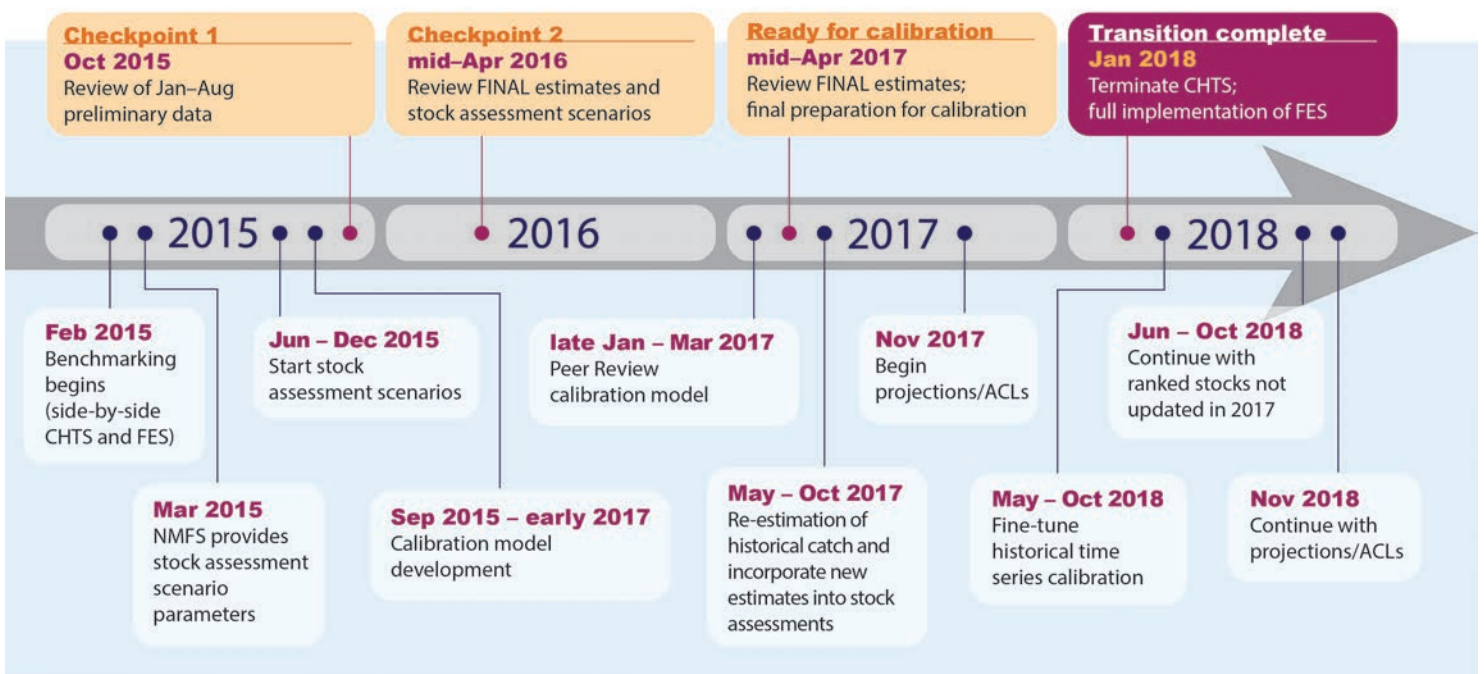 Checkpoint 1
Oct 2015
Review of Jan–Aug
preliminary data
Checkpoint 2
mid–Apr 2016
Review FINAL estimates and
stock assessment scenarios
Ready for calibration
mid–Apr 2017
Review FINAL estimates;
final preparation for calibration
Transition complete
Jan 2018
Terminate CHTS;
full implementation of FES
2015
2016
2017
2018
Feb 2015
Benchmarking
begins
(side-by-side
CHTS and FES)
Mar 2015
NMFS provides
stock assessment
scenario
parameters
Jun – Dec 2015
Start stock
assessment scenarios
Sep 2015 – early 2017
Calibration model
development
late Jan – Mar 2017
Peer Review
calibration model
May – Oct 2017
Re-estimation of
historical catch and
incorporate new
estimates into stock
assessments
Nov 2017
Begin
projections/ACLs
May – Oct 2018
Fine-tune
historical time
series calibration
Jun – Oct 2018
Continue with
ranked stocks not
updated in 2017
Nov 2018
Continue with
projections/ACLs